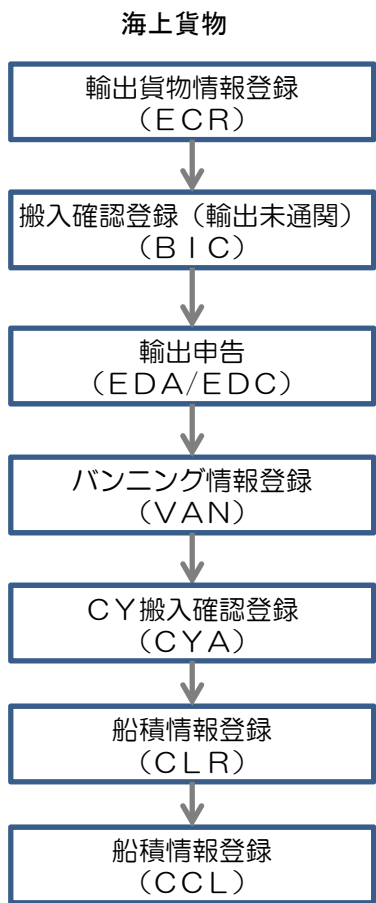 海上貨物
輸出貨物情報登録
（ＥＣＲ）
搬入確認登録（輸出未通関）
（ＢＩＣ）
輸出申告
（ＥＤＡ/ＥＤＣ）
バンニング情報登録
（ＶＡＮ）
ＣＹ搬入確認登録
（ＣＹＡ）
船積情報登録
（ＣＬＲ）
船積情報登録
（ＣＣＬ）